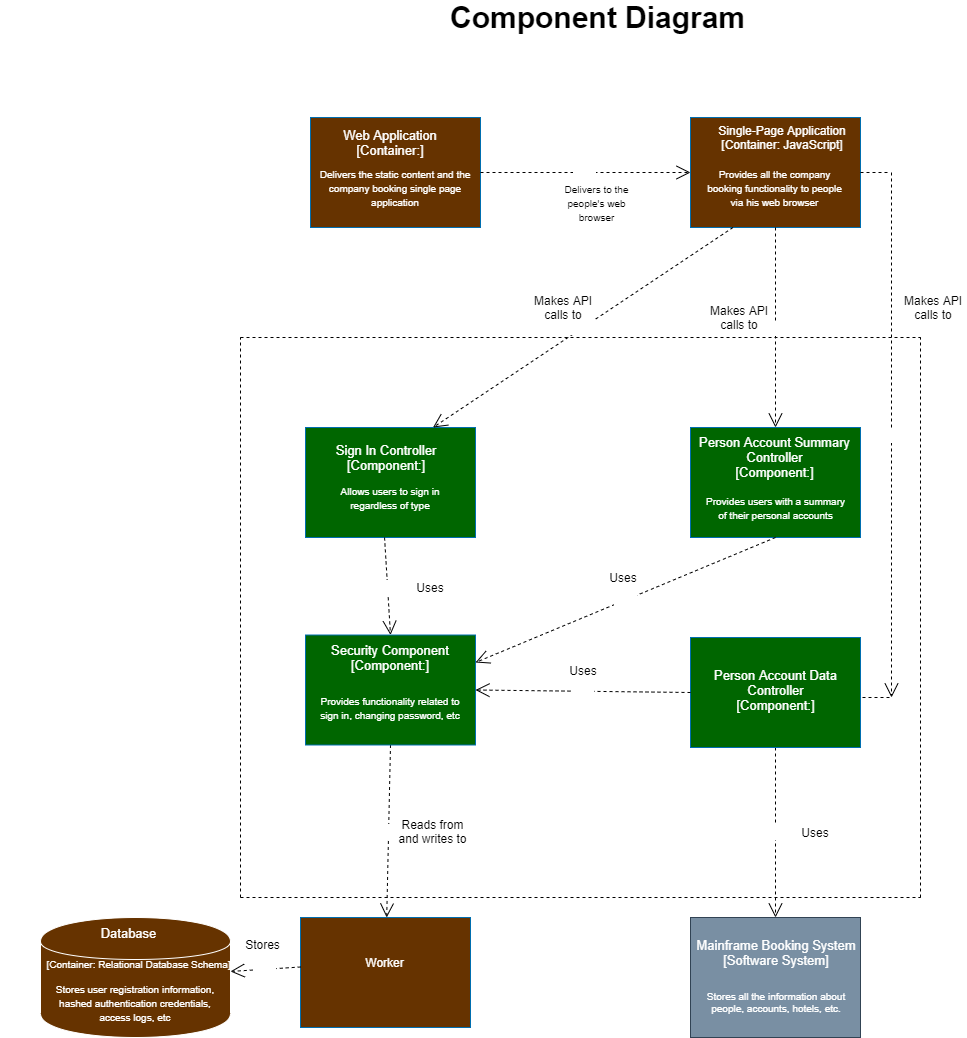 Component Diagram
Web Application
[Container:]
Delivers the static content and the
company booking single page
application
Delivers to the
people's web
browser
Single-Page Application
[Container: JavaScript]
Provides all the company
booking functionality to people
via his web browser
Makes API
calls to
Makes API
calls to
Makes API
calls to
Sign In Controller
[Component:]
Allows users to sign in
regardless of type
Person Account Summary
Controller
[Component:]
Provides users with a summary
of their personal accounts
Uses
Uses
Security Component
[Component:]
Provides functionality related to
sign in, changing password, etc
Uses
Person Account Data
Controller
[Component:]
Reads from
and writes to
Uses
Database
[Container: Relational Database Schema]
Stores user registration information,
hashed authentication credentials,
access logs, etc
Stores
Worker
Mainframe Booking System
[Software System]
Stores all the information about
people, accounts, hotels, etc.